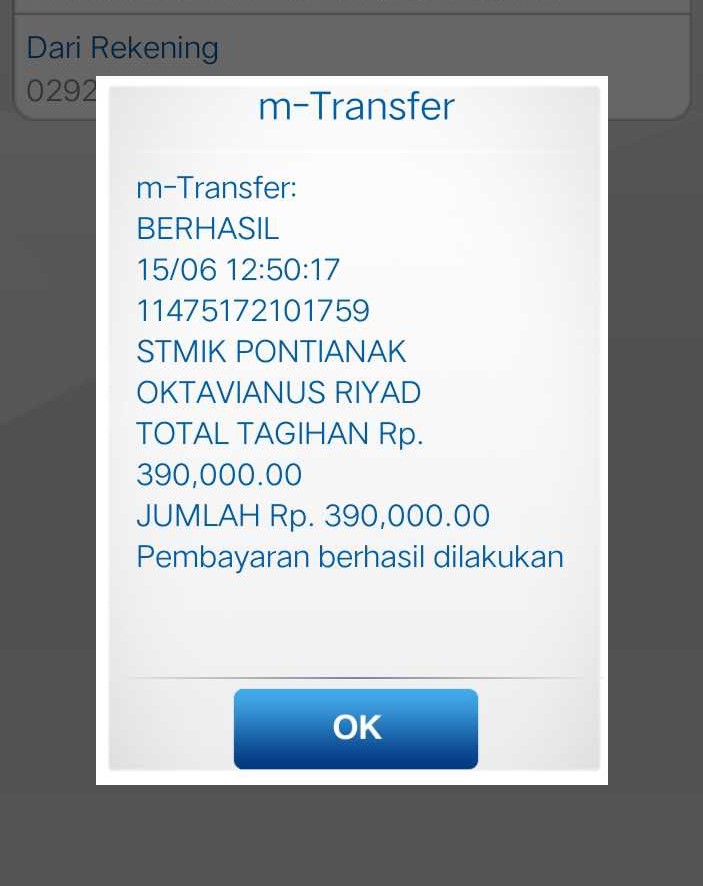 Dari Rekening
0292
m-Transfer
m-Transfer:
BERHASIL
15/06 12:50:17
11475172101759
STMIK PONTIANAK
OKTAVIANUS RIYAD
TOTAL TAGIHAN Rp.
390,000.00
JUMLAH Rp. 390,000.00
Pembayaran berhasil dilakukan
OK